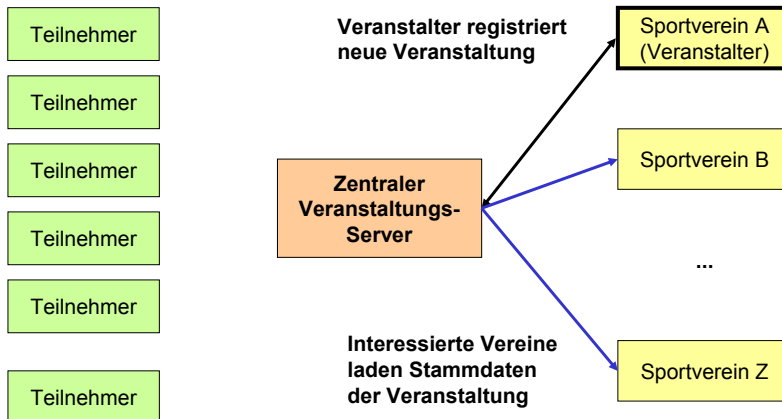 Teilnehmer
Teilnehmer
Teilnehmer
Teilnehmer
Teilnehmer
Teilnehmer
Veranstalter registriert
neue Veranstaltung
Zentraler
Veranstaltungs-
Server
Interessierte Vereine
laden Stammdaten
der Veranstaltung
Sportverein A
(Veranstalter)
Sportverein B
...
Sportverein Z